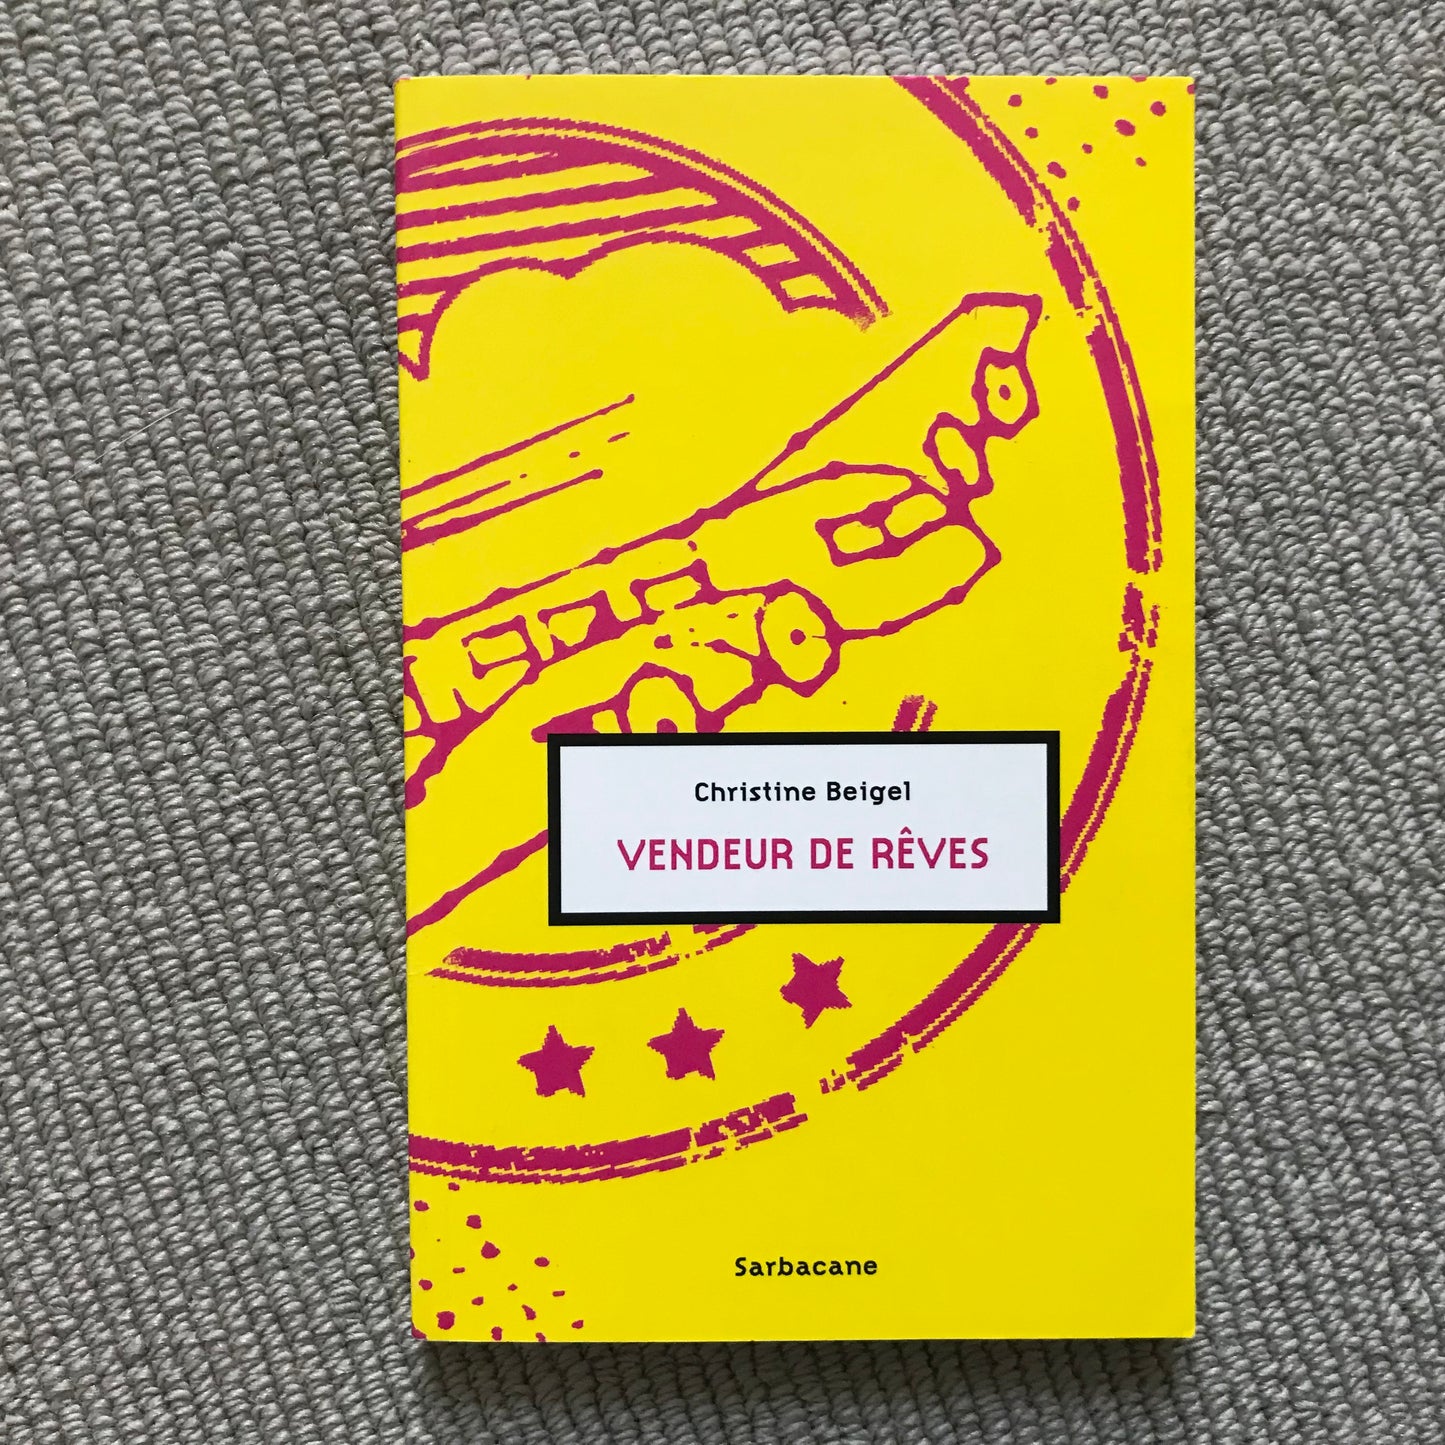 Christine Beigel
VENDEUR DE RÊVES
Sarbacane